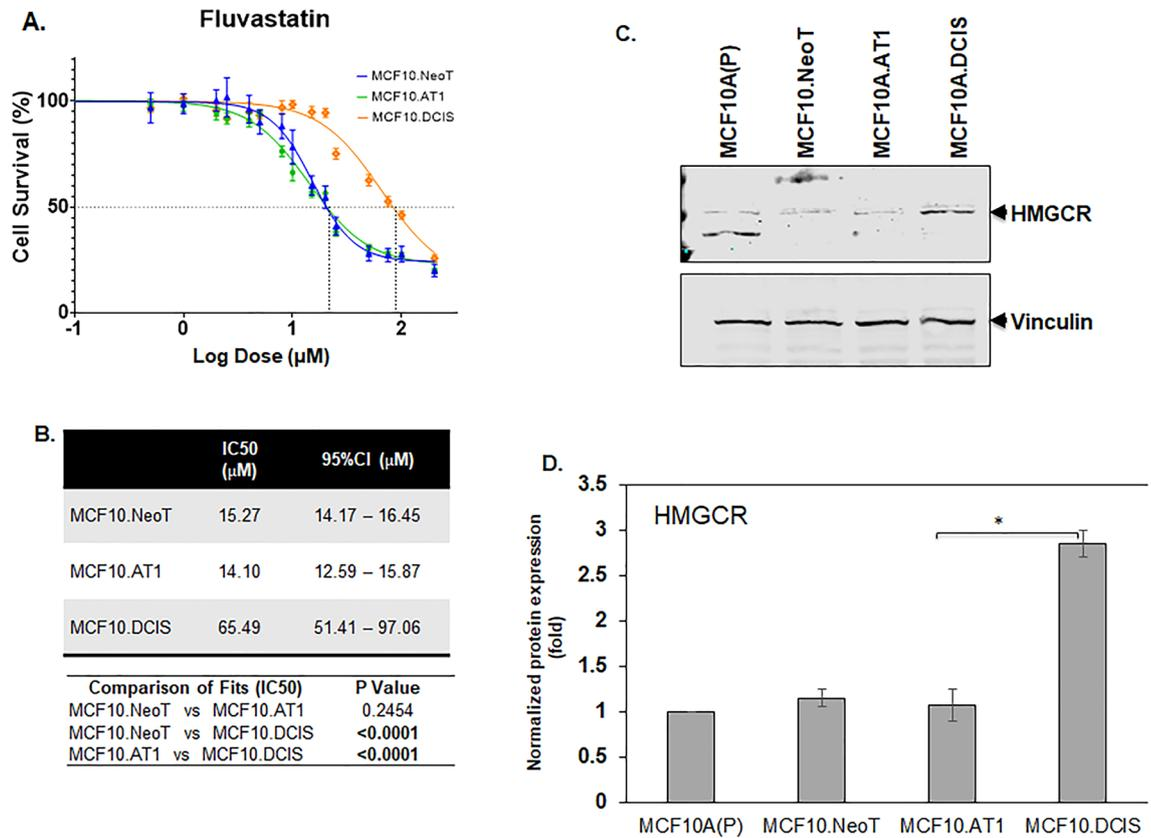 A.
Fluvastatin
Cell Survival (%)
100
50
0
-1
0
1
2
Log Dose (µM)
MCF10.NeoT
MCF10.AT1
MCF10.DCIS
B.
IC50
(µM)
95%CI (µM)
MCF10.NeoT 15.27 14.17 – 16.45
MCF10.AT1 14.10 12.59 – 15.87
MCF10.DCIS 65.49 51.41 – 97.06
Comparison of Fits (IC50) P Value
MCF10.NeoT vs MCF10.AT1 0.2454
MCF10.NeoT vs MCF10.DCIS <0.0001
MCF10.AT1 vs MCF10.DCIS <0.0001
C.
MCF10A(P)
MCF10.NeoT
MCF10A.AT1
MCF10A.DCIS
HMGCR
Vinculin
D.
Normalized protein expression
(fold)
3.5
3
2.5
2
1.5
1
0.5
0
HMGCR
*
MCF10A(P) MCF10.NeoT MCF10.AT1 MCF10.DCIS